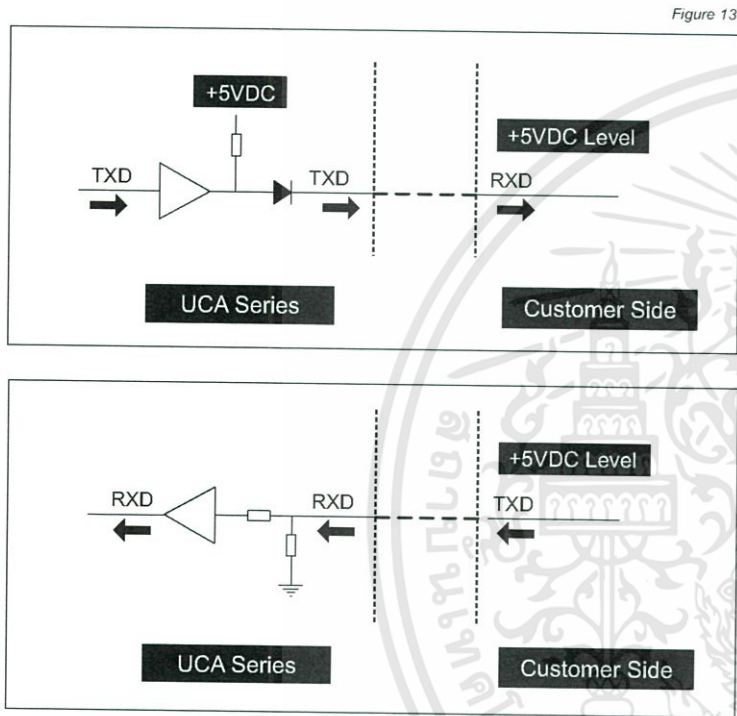 Figure 13
+5VDC
+5VDC Level
TXD
TXD
RXD
UCA Series
Customer Side
+5VDC Level
RXD
RXD
TXD
UCA Series
Customer Side